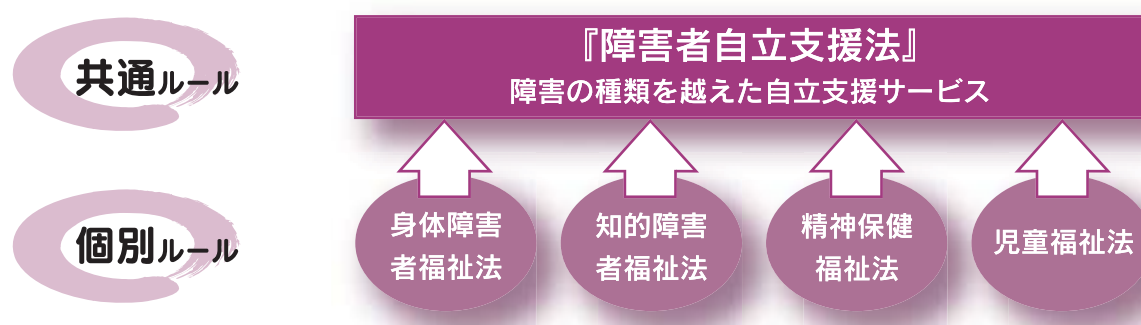 共通ルール
『障害者自立支援法』
障害の種類を越えた自立支援サービス
個別ルール
身体障害
者福祉法
知的障害
者福祉法
精神保健
福祉法
児童福祉法